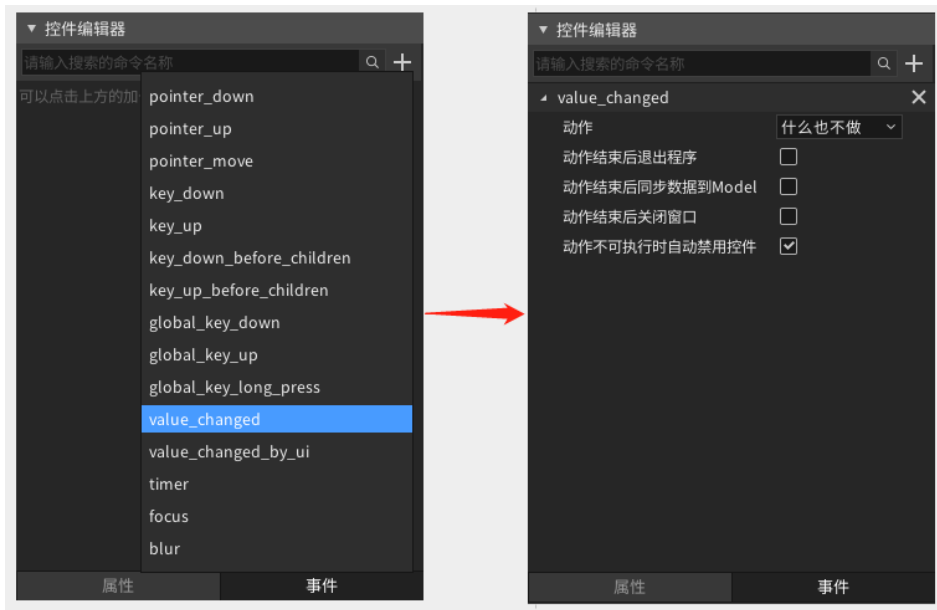 ▼ 控件编辑器
请输入搜索的命令名称
可以点击上方的加
pointer_down
pointer_up
pointer_move
key_down
key_up
key_down_before_children
key_up_before_children
global_key_down
global_key_up
global_key_long_press
value_changed
value_changed_by_ui
timer
focus
blur
属性 事件
▼ 控件编辑器
请输入搜索的命令名称
value_changed
动作 什么也不做
动作结束后退出程序
动作结束后同步数据到Model
动作结束后关闭窗口
动作不可执行时自动禁用控件
属性 事件